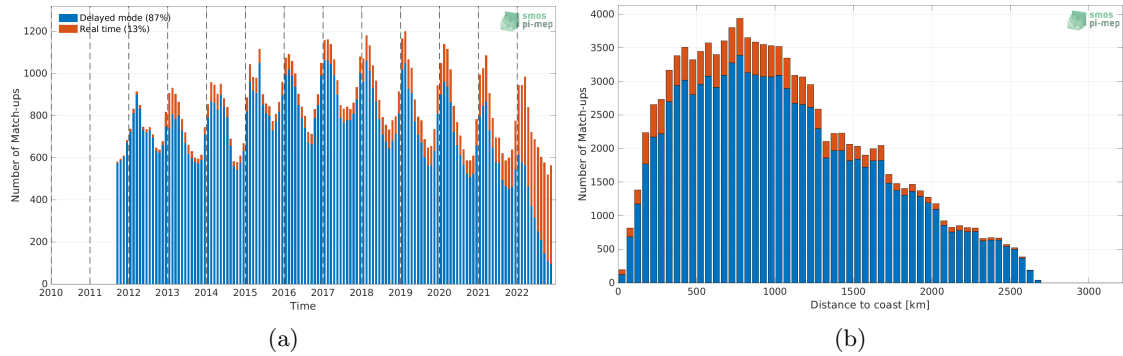 Delayed mode (87%)
Real time (13%)
smos
pi-mep
Number of Match-ups
1200
1000
800
600
400
200
0
2010 2011 2012 2013 2014 2015 2016 2017 2018 2019 2020 2021 2022
Time
(a)
smos
pi-mep
Number of Match-ups
4000
3500
3000
2500
2000
1500
1000
500
0
0 500 1000 1500 2000 2500 3000
Distance to coast [km]
(b)